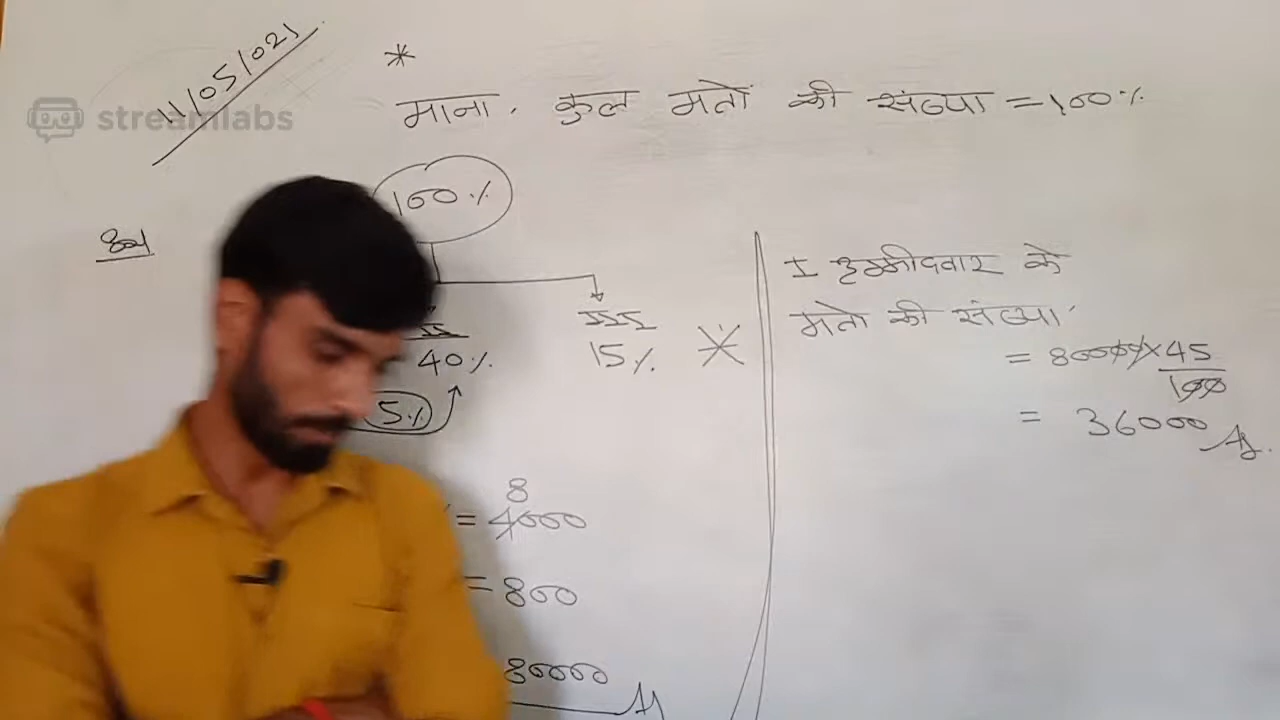 11/05/021
streamlabs
*
माना, कुल मतों की संख्या = 100%
100%
II
III
40%
15%
5%
8
= 4000
= 800
80000
I उम्मीदवार के
मतो की संख्या
= 80000 × 45
100
= 36000